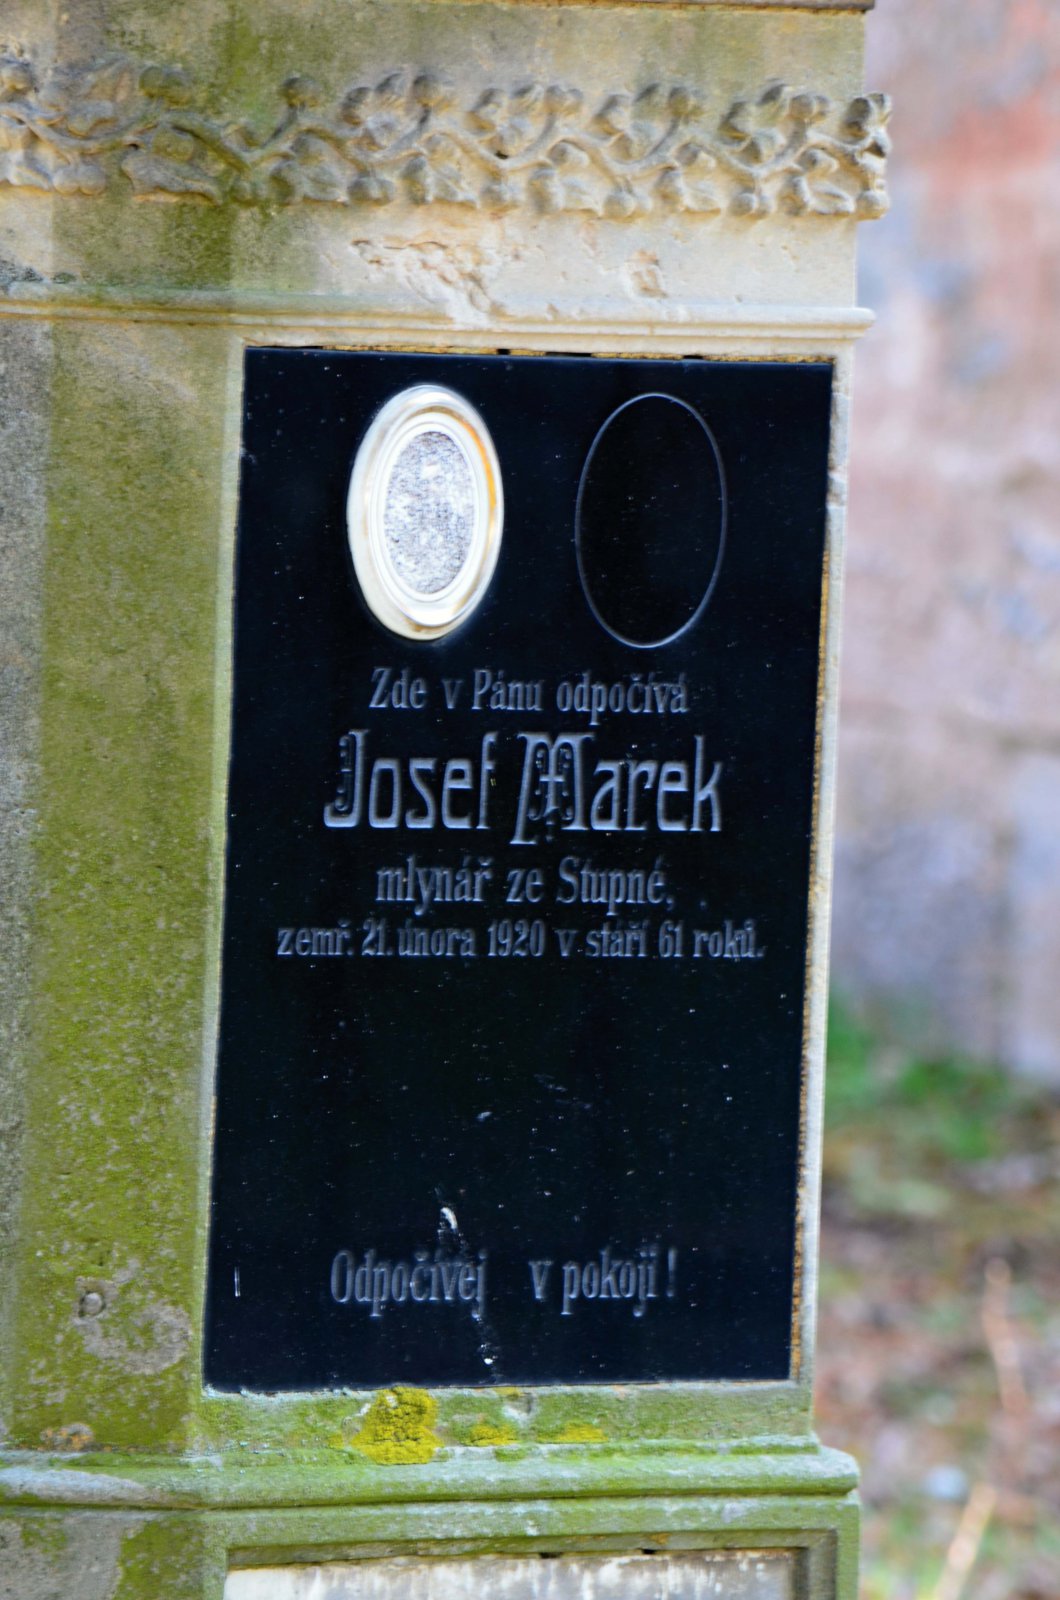 Zde v Pánu odpočívá
Josef Marek
mlynář ze Stupné,
zemř. 21. února 1920 v stáří 61 roků.
Odpočívej v pokoji!